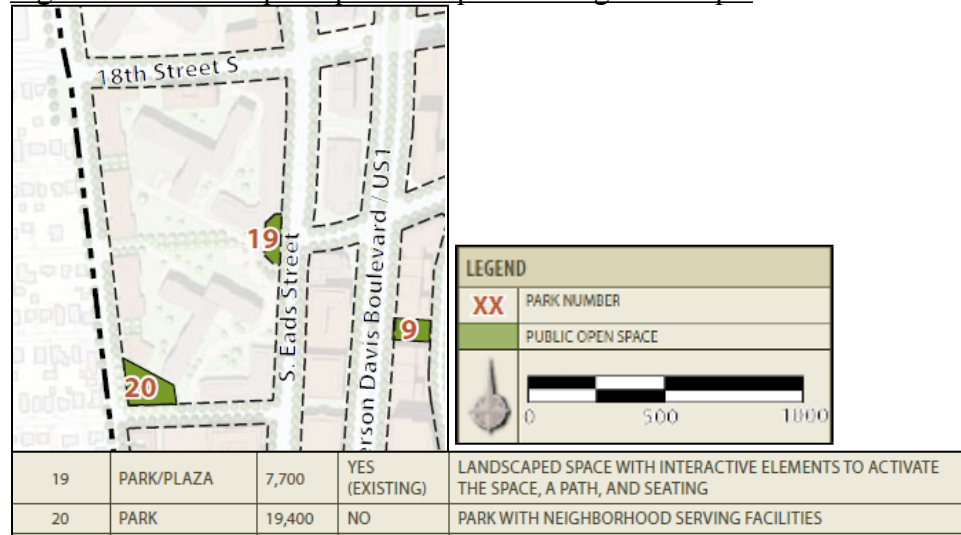 18th Street S
19
S. Eads Street
erson Davis Boulevard / US1
9
20
LEGEND
XX PARK NUMBER
PUBLIC OPEN SPACE
0 500 1000
19 PARK/PLAZA 7,700 YES (EXISTING) LANDSCAPED SPACE WITH INTERACTIVE ELEMENTS TO ACTIVATE THE SPACE, A PATH, AND SEATING
20 PARK 19,400 NO PARK WITH NEIGHBORHOOD SERVING FACILITIES